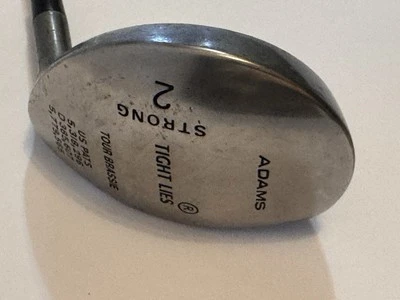 ADAMS
TIGHT LIES ®
TOUR BRASSIE
US PATS
STRONG
2